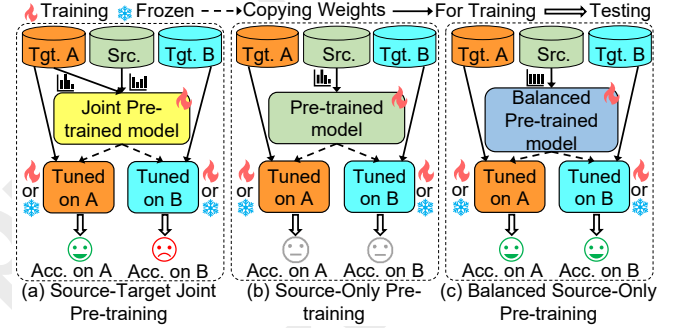 Training Frozen Copying Weights For Training Testing
Tgt. A Src. Tgt. B
Joint Pre-
trained model
or Tuned on A Tuned on B or
Acc. on A Acc. on B
(a) Source-Target Joint
Pre-training
Tgt. A Src. Tgt. B
Pre-trained
model
or Tuned on A Tuned on B or
Acc. on A Acc. on B
(b) Source-Only Pre-
training
Tgt. A Src. Tgt. B
Balanced
Pre-trained
model
or Tuned on A Tuned on B or
Acc. on A Acc. on B
(c) Balanced Source-Only
Pre-training